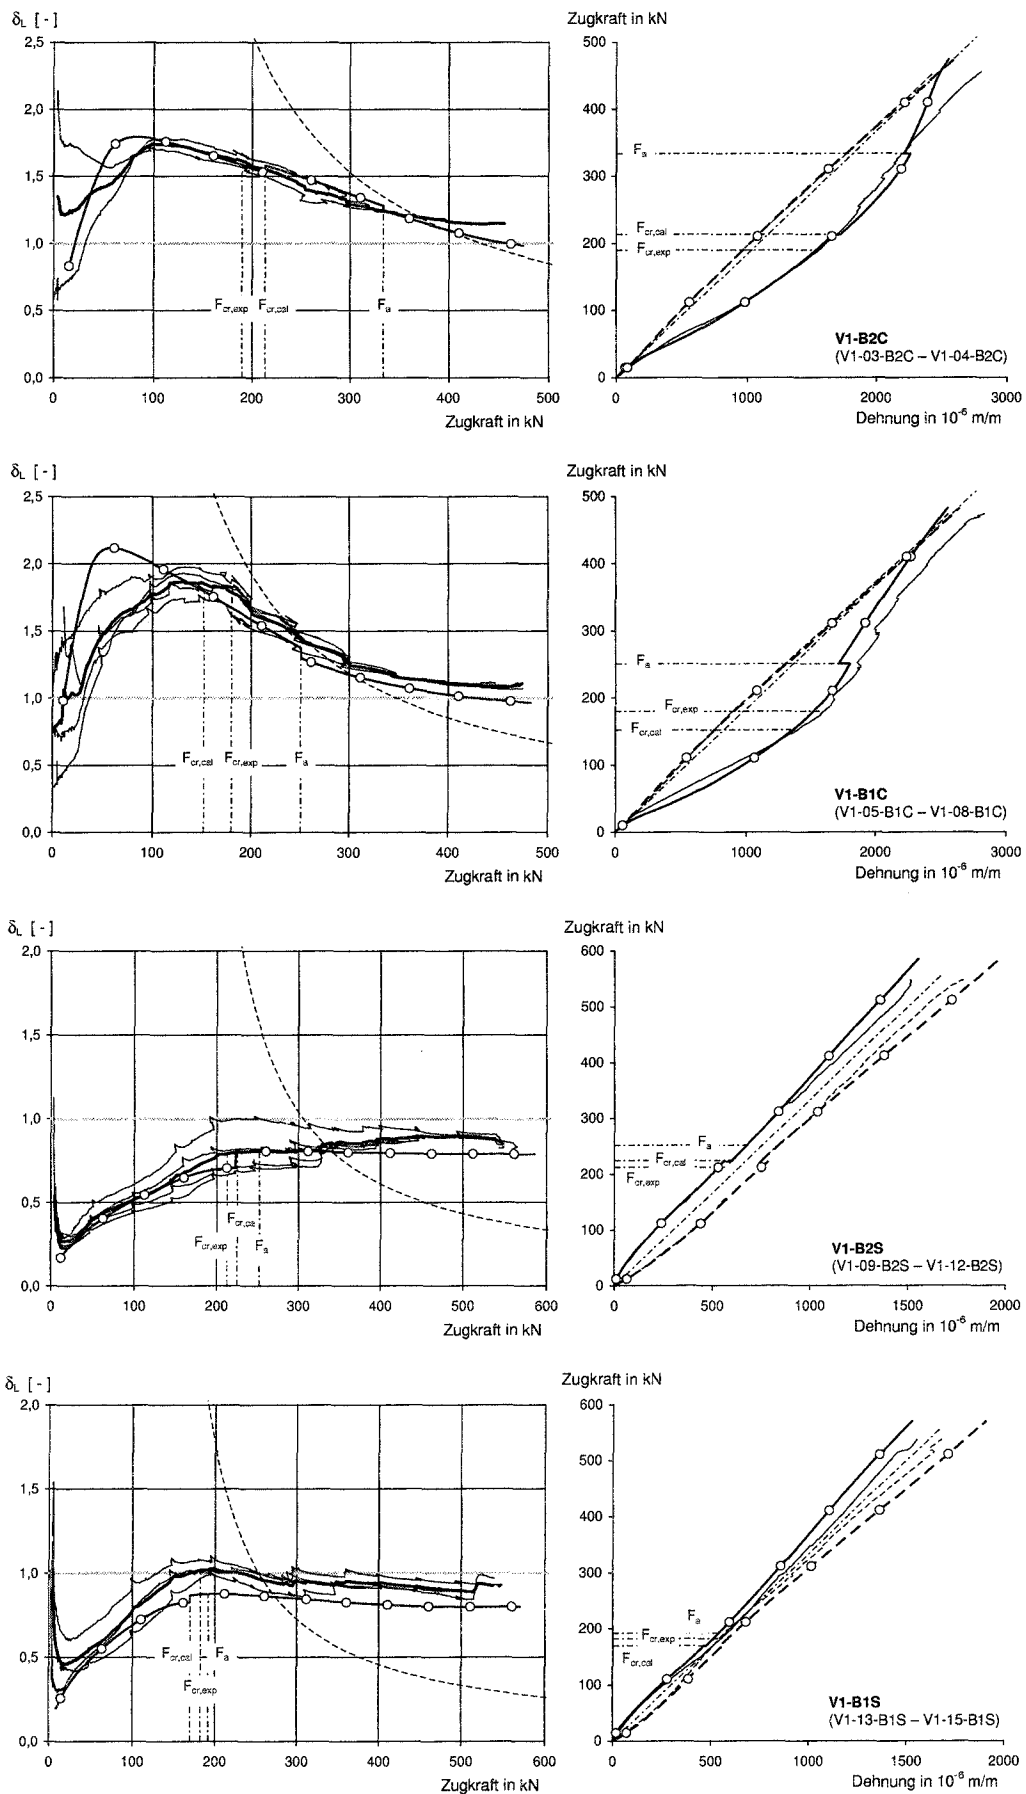 δL [ - ]
2,5
2,0
1,5
1,0
0,5
0,0
Fcr,exp Fcr,cal Fa
0 100 200 300 400 500
Zugkraft in kN
Zugkraft in kN
500
400
300
200
100
0
Fa
Fcr,cal
Fcr,exp
V1-B2C
(V1-03-B2C – V1-04-B2C)
0 1000 2000 3000
Dehnung in 10⁻⁶ m/m
δL [ - ]
2,5
2,0
1,5
1,0
0,5
0,0
Fcr,cal Fcr,exp Fa
0 100 200 300 400 500
Zugkraft in kN
Zugkraft in kN
500
400
300
200
100
0
Fa
Fcr,exp
Fcr,cal
V1-B1C
(V1-05-B1C – V1-08-B1C)
0 1000 2000 3000
Dehnung in 10⁻⁶ m/m
δL [ - ]
2,0
1,5
1,0
0,5
0,0
Fcr,ca
Fcr,exp Fa
0 100 200 300 400 500 600
Zugkraft in kN
Zugkraft in kN
600
500
400
300
200
100
0
Fa
Fcr,cal
Fcr,exp
V1-B2S
(V1-09-B2S – V1-12-B2S)
0 500 1000 1500 2000
Dehnung in 10⁻⁶ m/m
δL [ - ]
2,0
1,5
1,0
0,5
0,0
Fcr,cal Fa
Fcr,exp
0 100 200 300 400 500 600
Zugkraft in kN
Zugkraft in kN
600
500
400
300
200
100
0
Fa
Fcr,exp
Fcr,cal
V1-B1S
(V1-13-B1S – V1-15-B1S)
0 500 1000 1500 2000
Dehnung in 10⁻⁶ m/m